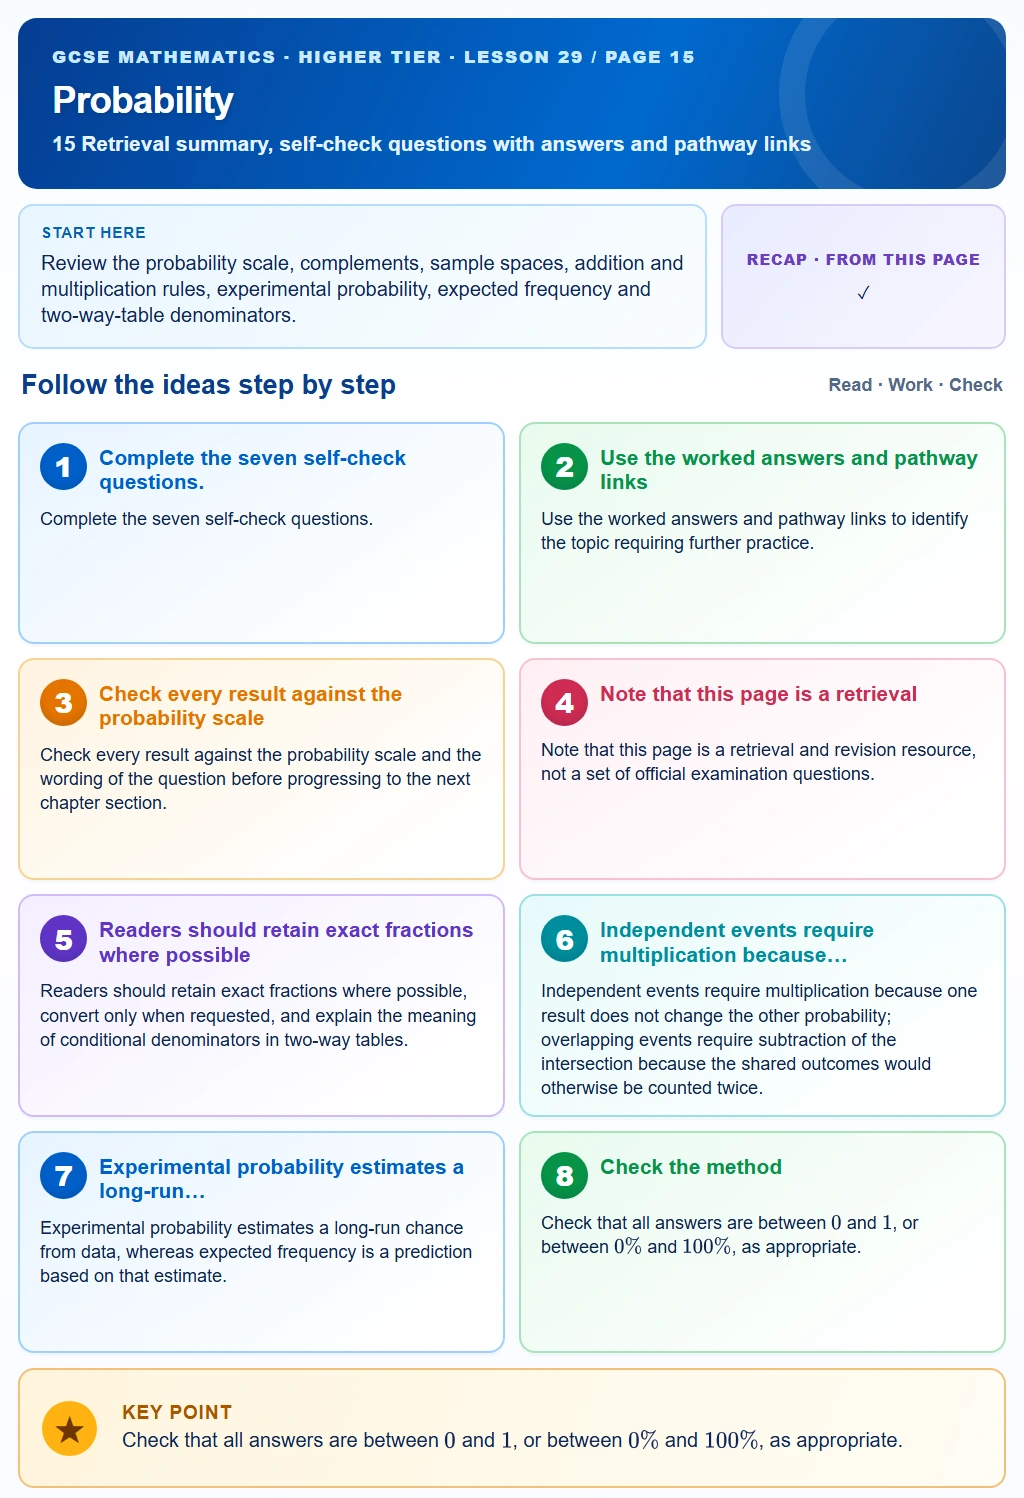 GCSE MATHEMATICS · HIGHER TIER · LESSON 29 / PAGE 15
Probability
15 Retrieval summary, self-check questions with answers and pathway links
START HERE
Review the probability scale, complements, sample spaces, addition and
multiplication rules, experimental probability, expected frequency and
two-way-table denominators.
RECAP · FROM THIS PAGE
✓
Follow the ideas step by step
Read · Work · Check
1
Complete the seven self-check
questions.
Complete the seven self-check questions.
2
Use the worked answers and pathway
links
Use the worked answers and pathway links to identify
the topic requiring further practice.
3
Check every result against the
probability scale
Check every result against the probability scale and the
wording of the question before progressing to the next
chapter section.
4
Note that this page is a retrieval
Note that this page is a retrieval and revision resource,
not a set of official examination questions.
5
Readers should retain exact fractions
where possible
Readers should retain exact fractions where possible,
convert only when requested, and explain the meaning
of conditional denominators in two-way tables.
6
Independent events require
multiplication because…
Independent events require multiplication because one
result does not change the other probability;
overlapping events require subtraction of the
intersection because the shared outcomes would
otherwise be counted twice.
7
Experimental probability estimates a
long-run…
Experimental probability estimates a long-run chance
from data, whereas expected frequency is a prediction
based on that estimate.
8
Check the method
Check that all answers are between 0 and 1, or
between 0% and 100%, as appropriate.
KEY POINT
Check that all answers are between 0 and 1, or between 0% and 100%, as appropriate.